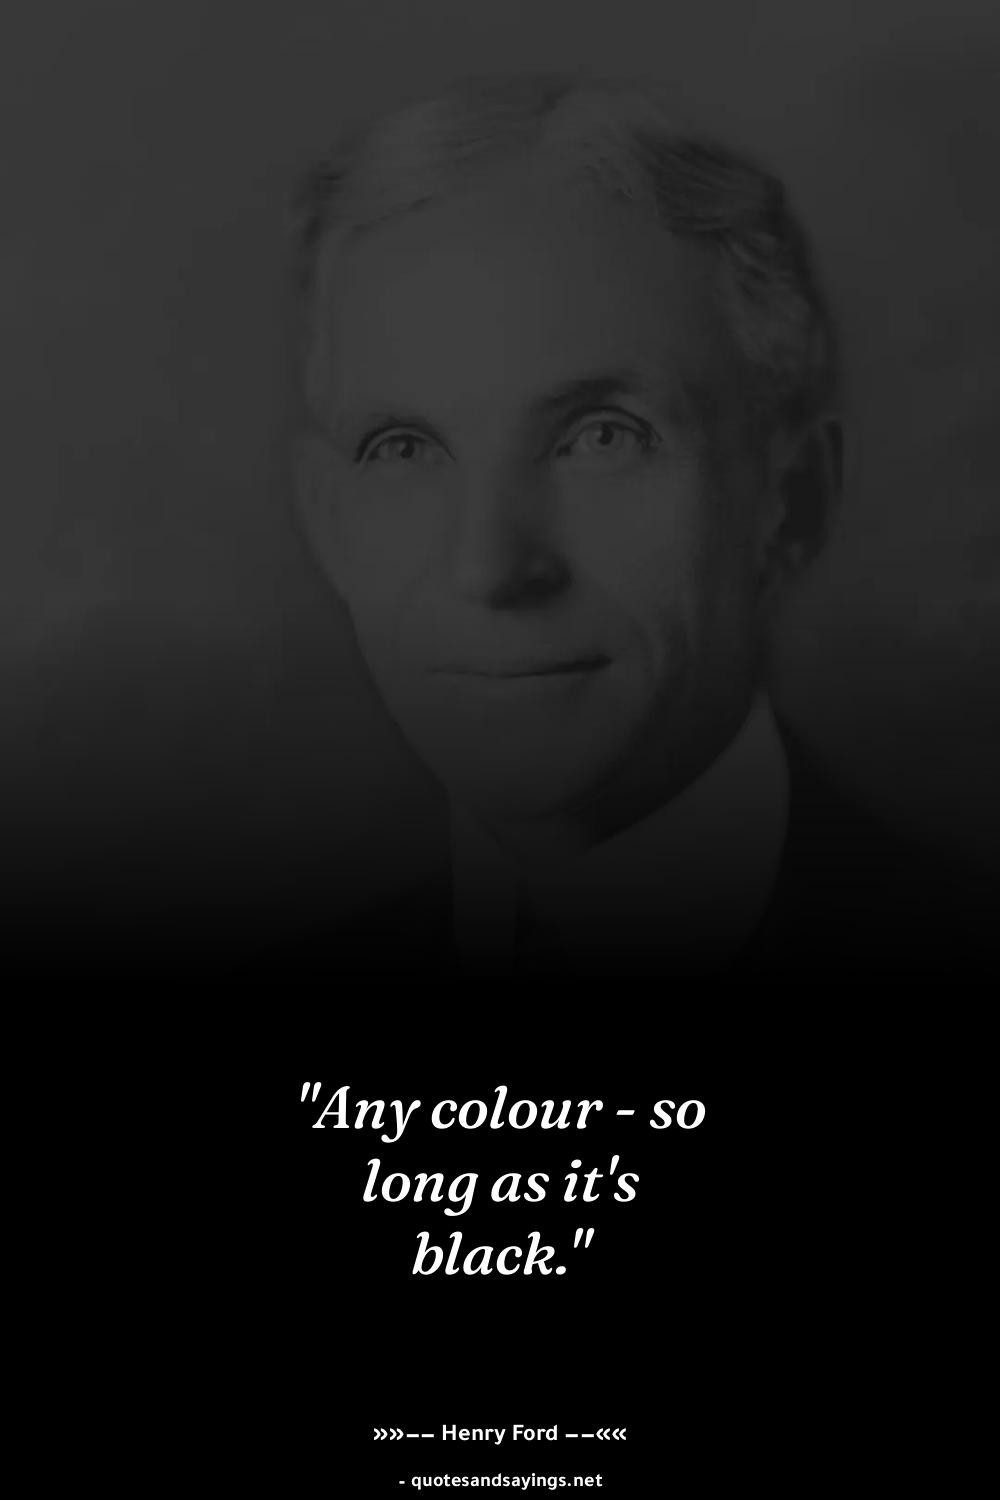 "Any colour - so
long as it's
black."
»»–– Henry Ford ––««
- quotesandsayings.net